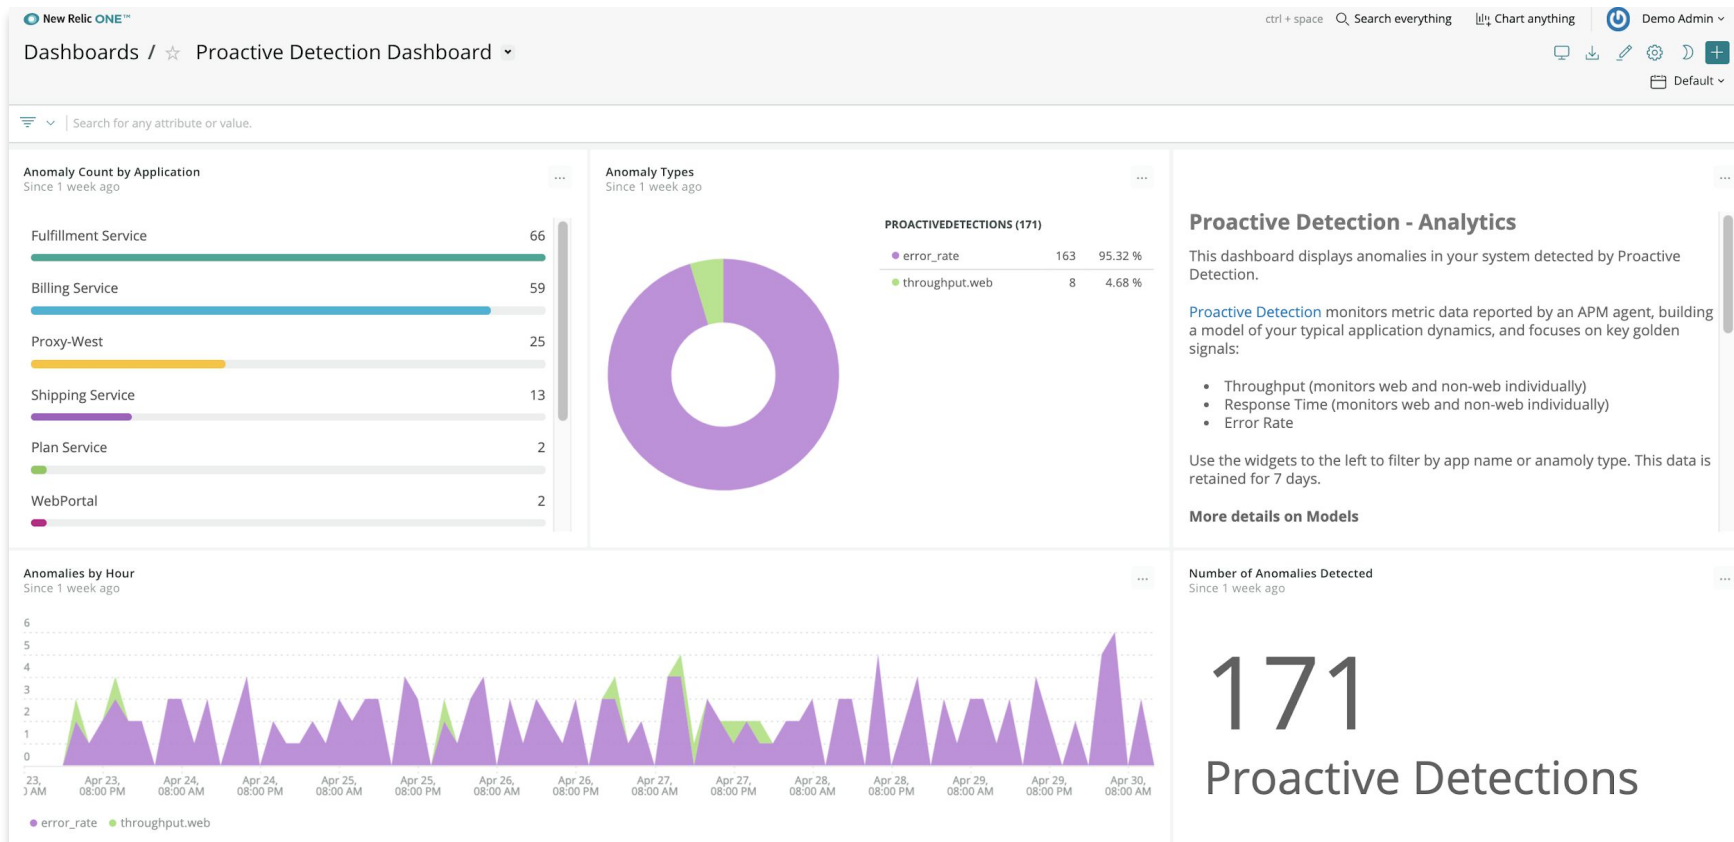 New Relic ONE™
ctrl + space Search everything Chart anything Demo Admin
Dashboards / Proactive Detection Dashboard
Default
Search for any attribute or value.
Anomaly Count by Application
Since 1 week ago
Fulfillment Service 66
Billing Service 59
Proxy-West 25
Shipping Service 13
Plan Service 2
WebPortal 2
Anomaly Types
Since 1 week ago
PROACTIVEDETECTIONS (171)
error_rate 163 95.32 %
throughput.web 8 4.68 %
Proactive Detection - Analytics
This dashboard displays anomalies in your system detected by Proactive
Detection.
Proactive Detection monitors metric data reported by an APM agent, building
a model of your typical application dynamics, and focuses on key golden
signals:
• Throughput (monitors web and non-web individually)
• Response Time (monitors web and non-web individually)
• Error Rate
Use the widgets to the left to filter by app name or anamoly type. This data is
retained for 7 days.
More details on Models
Anomalies by Hour
Since 1 week ago
6
5
4
3
2
1
0
23, Apr 23, Apr 24, Apr 24, Apr 25, Apr 25, Apr 26, Apr 26, Apr 27, Apr 27, Apr 28, Apr 28, Apr 29, Apr 29, Apr 30,
AM 08:00 PM 08:00 AM 08:00 PM 08:00 AM 08:00 PM 08:00 AM 08:00 PM 08:00 AM 08:00 PM 08:00 AM 08:00 PM 08:00 AM 08:00 PM 08:00 AM
error_rate throughput.web
Number of Anomalies Detected
Since 1 week ago
171
Proactive Detections